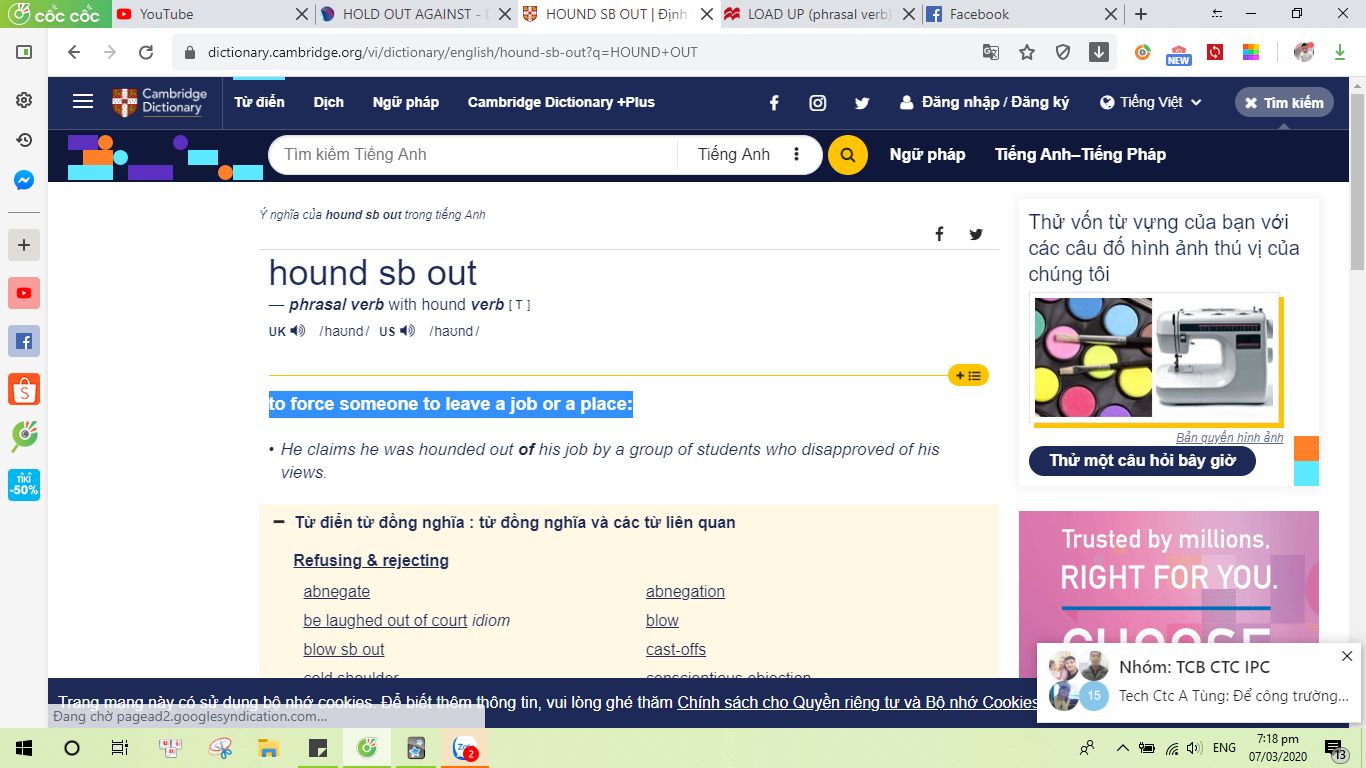 CỐC CỐC
YouTube
HOLD OUT AGAINST - D
HOUND SB OUT | Định
LOAD UP (phrasal verb)
Facebook
dictionary.cambridge.org/vi/dictionary/english/hound-sb-out?q=HOUND+OUT
NEW
Cambridge
Dictionary
Từ điển
Dịch
Ngữ pháp
Cambridge Dictionary +Plus
Đăng nhập / Đăng ký
Tiếng Việt
Tìm kiếm
Tìm kiếm Tiếng Anh
Tiếng Anh
Ngữ pháp
Tiếng Anh–Tiếng Pháp
Ý nghĩa của hound sb out trong tiếng Anh
hound sb out
— phrasal verb with hound verb [ T ]
UK /haʊnd/ US /haʊnd/
to force someone to leave a job or a place:
• He claims he was hounded out of his job by a group of students who disapproved of his
views.
Từ điển từ đồng nghĩa : từ đồng nghĩa và các từ liên quan
Refusing & rejecting
abnegate
abnegation
be laughed out of court idiom
blow
blow sb out
cast-offs
cold shoulder
conscientious objection
Thử vốn từ vựng của bạn với
các câu đố hình ảnh thú vị của
chúng tôi
Bản quyền hình ảnh
Thử một câu hỏi bây giờ
Trusted by millions,
RIGHT FOR YOU.
CHOOSE
Nhóm: TCB CTC IPC
15
Tech Ctc A Tùng: Để công trường...
Trang mạng này có sử dụng bộ nhớ cookies. Để biết thêm thông tin, vui lòng ghé thăm Chính sách cho Quyền riêng tư và Bộ nhớ Cookies
Đang chờ pagead2.googlesyndication.com...
TIKI
-50%
2
ENG
7:18 pm
07/03/2020
13